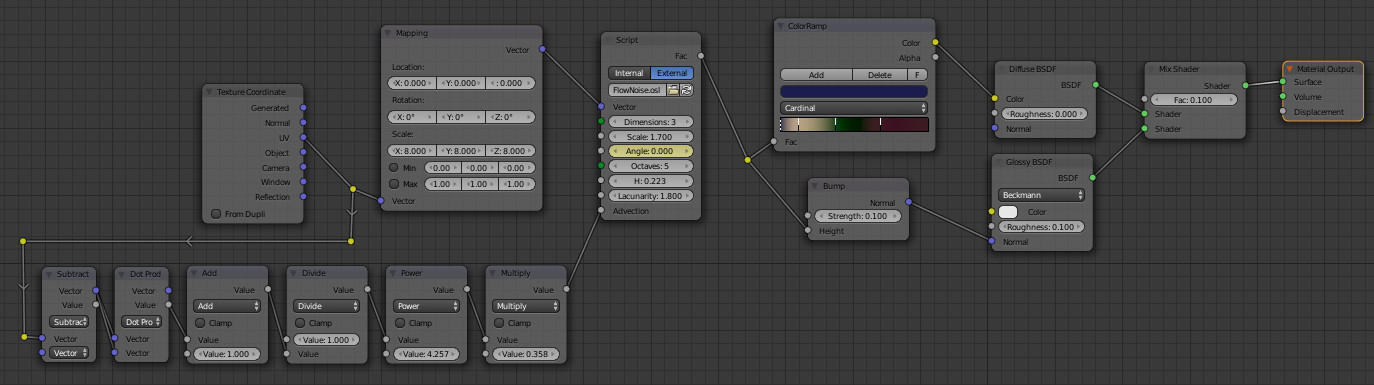 Texture Coordinate
Generated
Normal
UV
Object
Camera
Window
Reflection
From Dupli
Mapping
Vector
Location:
X: 0.000 Y: 0.000 : 0.000
Rotation:
X: 0° Y: 0° Z: 0°
Scale:
X: 8.000 Y: 8.000 Z: 8.000
Min 0.00 0.00 0.00
Max 1.00 1.00 1.00
Vector
Script
Fac
Internal External
FlowNoise.osl
Vector
Dimensions: 3
Scale: 1.700
Angle: 0.000
Octaves: 5
H: 0.223
Lacunarity: 1.800
Advection
ColorRamp
Color
Alpha
Add Delete F
Cardinal
Fac
Bump
Normal
Strength: 0.100
Height
Diffuse BSDF
BSDF
Color
Roughness: 0.000
Normal
Glossy BSDF
BSDF
Beckmann
Color
Roughness: 0.100
Normal
Mix Shader
Shader
Fac: 0.100
Shader
Shader
Material Output
Surface
Volume
Displacement
Subtract
Vector
Value
Subtrac
Vector
Vector
Dot Prod
Vector
Value
Dot Pro
Vector
Vector
Add
Value
Add
Clamp
Value
Value: 1.000
Divide
Value
Divide
Clamp
Value: 1.000
Value
Power
Value
Power
Clamp
Value
Value: 4.257
Multiply
Value
Multiply
Clamp
Value
Value: 0.358